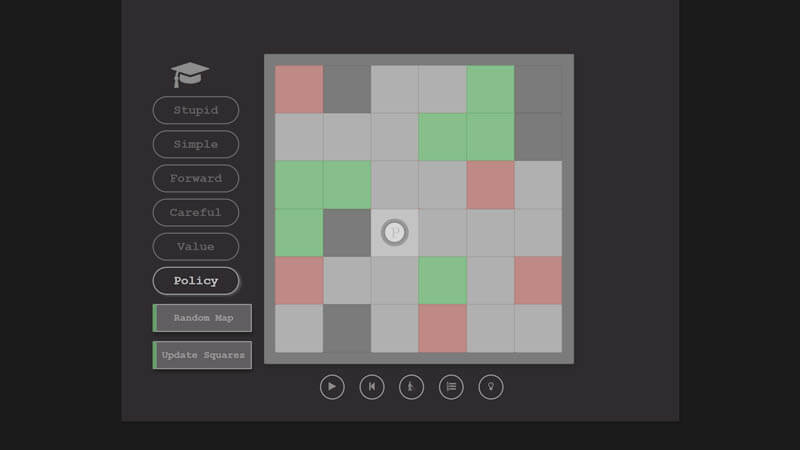 Stupid
Simple
Forward
Careful
Value
Policy
Random Map
Update Squares
P